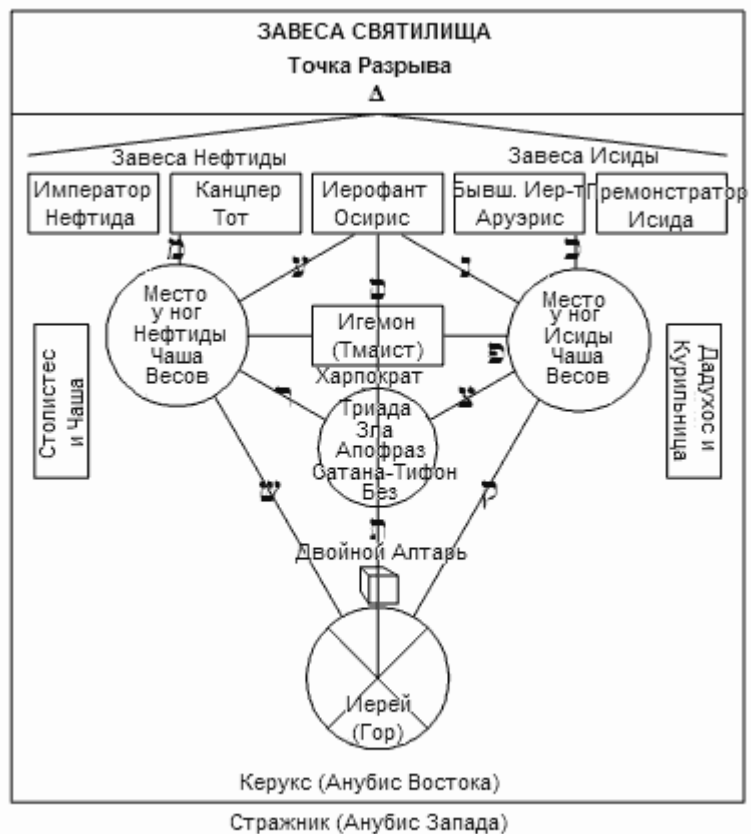 ЗАВЕСА СВЯТИЛИЩА
Точка Разрыва
Δ
Завеса Нефтиды
Завеса Исиды
Император
Нефтида
Канцлер
Тот
Иерофант
Осирис
Бывш. Иер-т
Аруэрис
Премонстратор
Исида
Место
у ног
Нефтиды
Чаша
Весов
Игемон
(Тмаист)
Место
у ног
Исиды
Чаша
Весов
Столистес
и Чаша
Дадухос и
Курильница
Харпократ
Триада
Зла
Апофраз
Сатана-Тифон
Без
ק
ת
Двойной Алтарь
Иерей
(Гор)
Керукс (Анубис Востока)
Стражник (Анубис Запада)